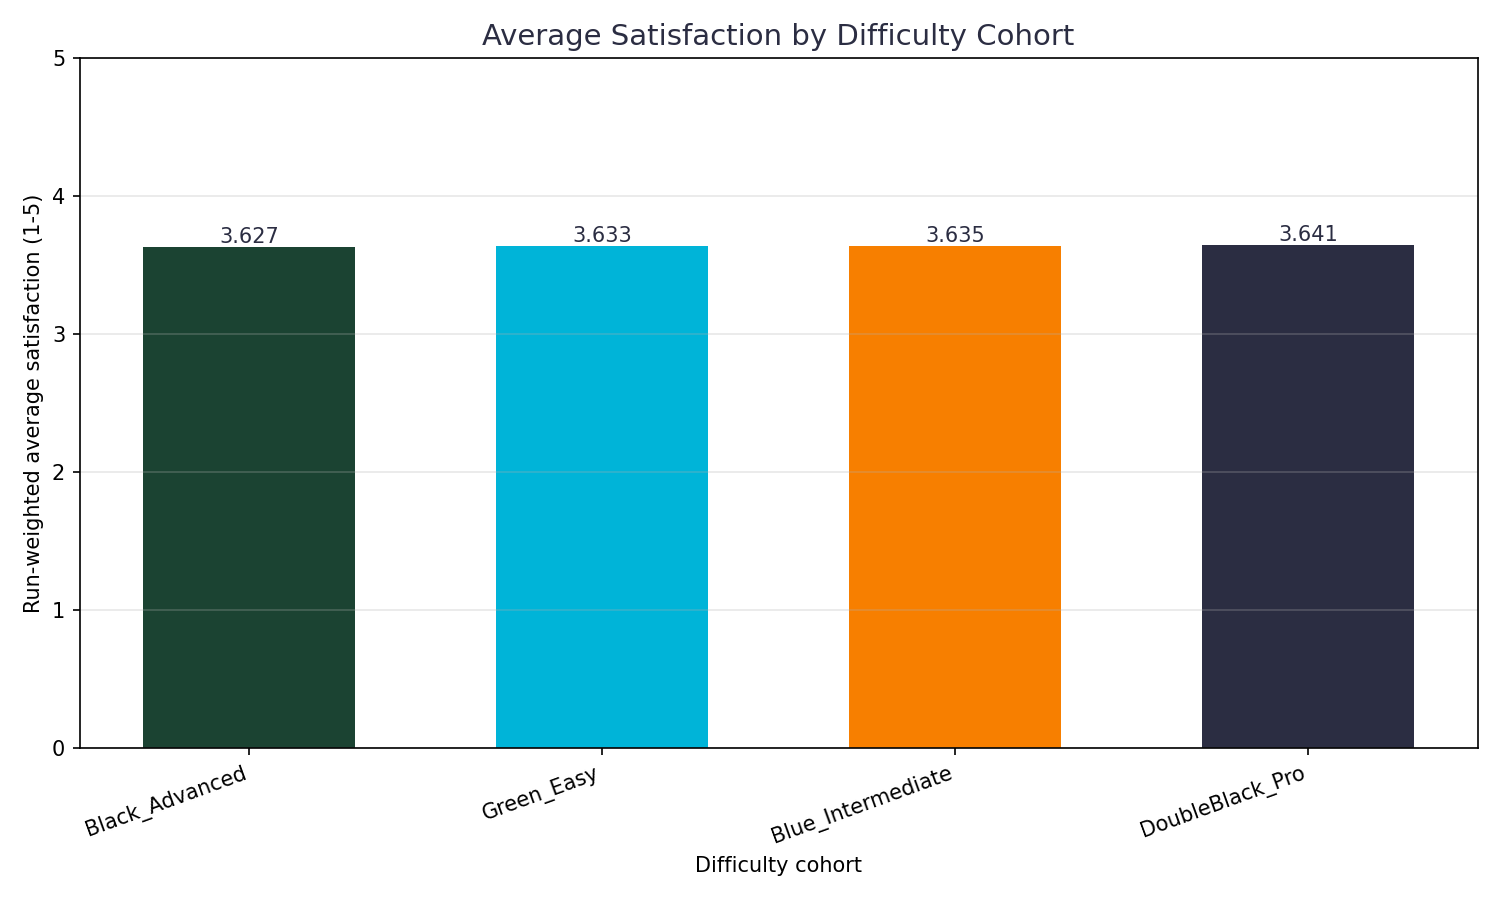 Average Satisfaction by Difficulty Cohort
Run-weighted average satisfaction (1-5)
5
4
3
2
1
0
3.627
3.633
3.635
3.641
Black_Advanced
Green_Easy
Blue_Intermediate
DoubleBlack_Pro
Difficulty cohort